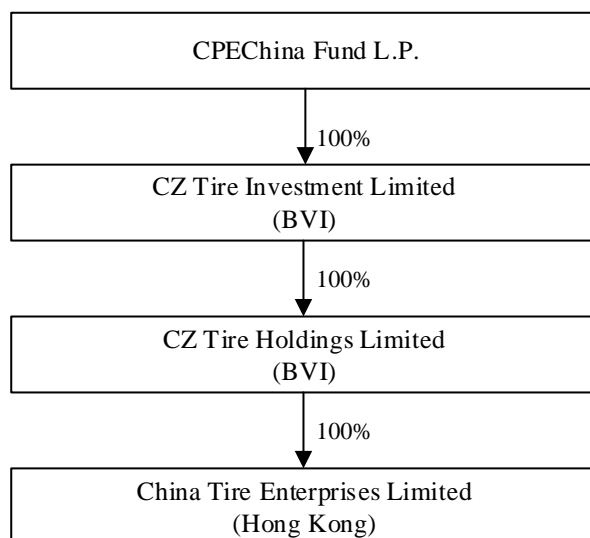 CPEChina Fund L.P.
100%
CZ Tire Investment Limited
(BVI)
100%
CZ Tire Holdings Limited
(BVI)
100%
China Tire Enterprises Limited
(Hong Kong)